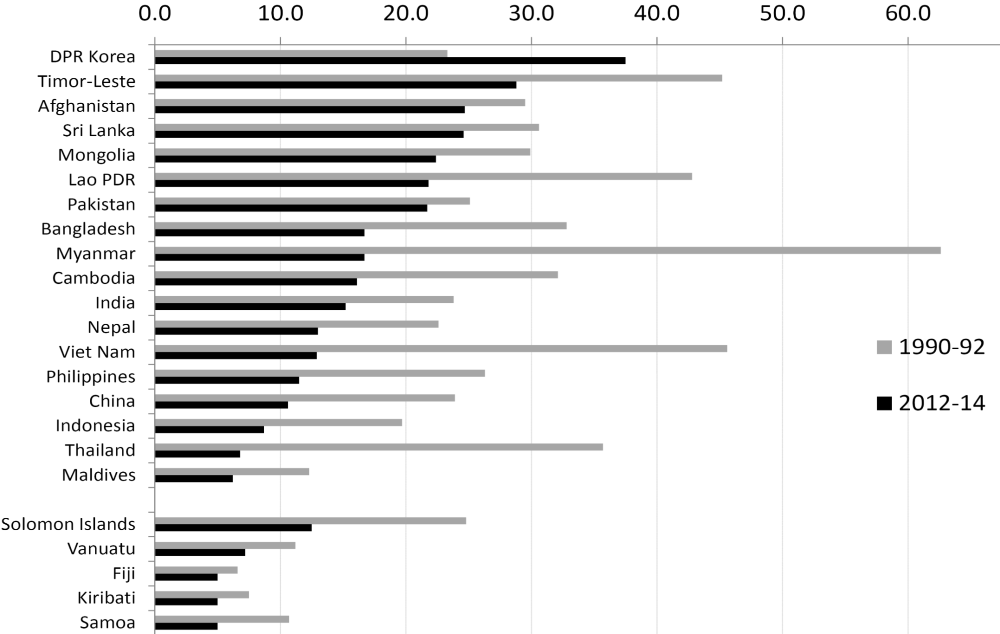 0.0 10.0 20.0 30.0 40.0 50.0 60.0
DPR Korea
Timor-Leste
Afghanistan
Sri Lanka
Mongolia
Lao PDR
Pakistan
Bangladesh
Myanmar
Cambodia
India
Nepal
Viet Nam
Philippines
China
Indonesia
Thailand
Maldives
Solomon Islands
Vanuatu
Fiji
Kiribati
Samoa
1990-92
2012-14